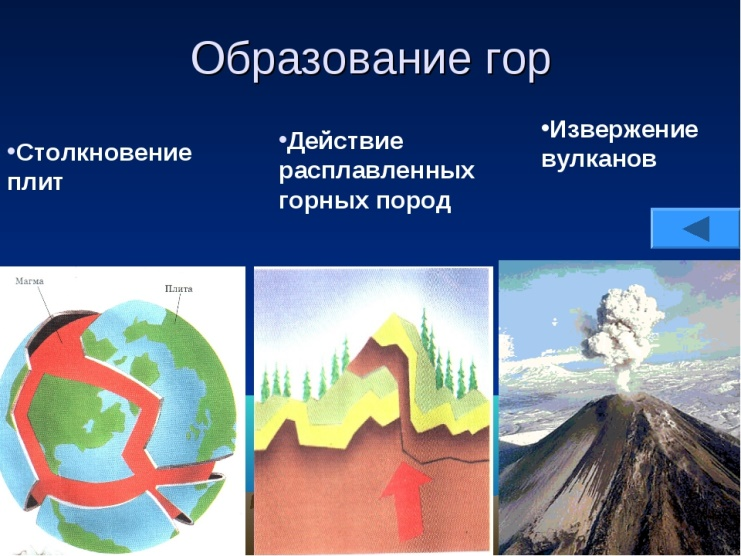 Образование гор
•Столкновение
плит
•Действие
расплавленных
горных пород
•Извержение
вулканов
Магма
Плита